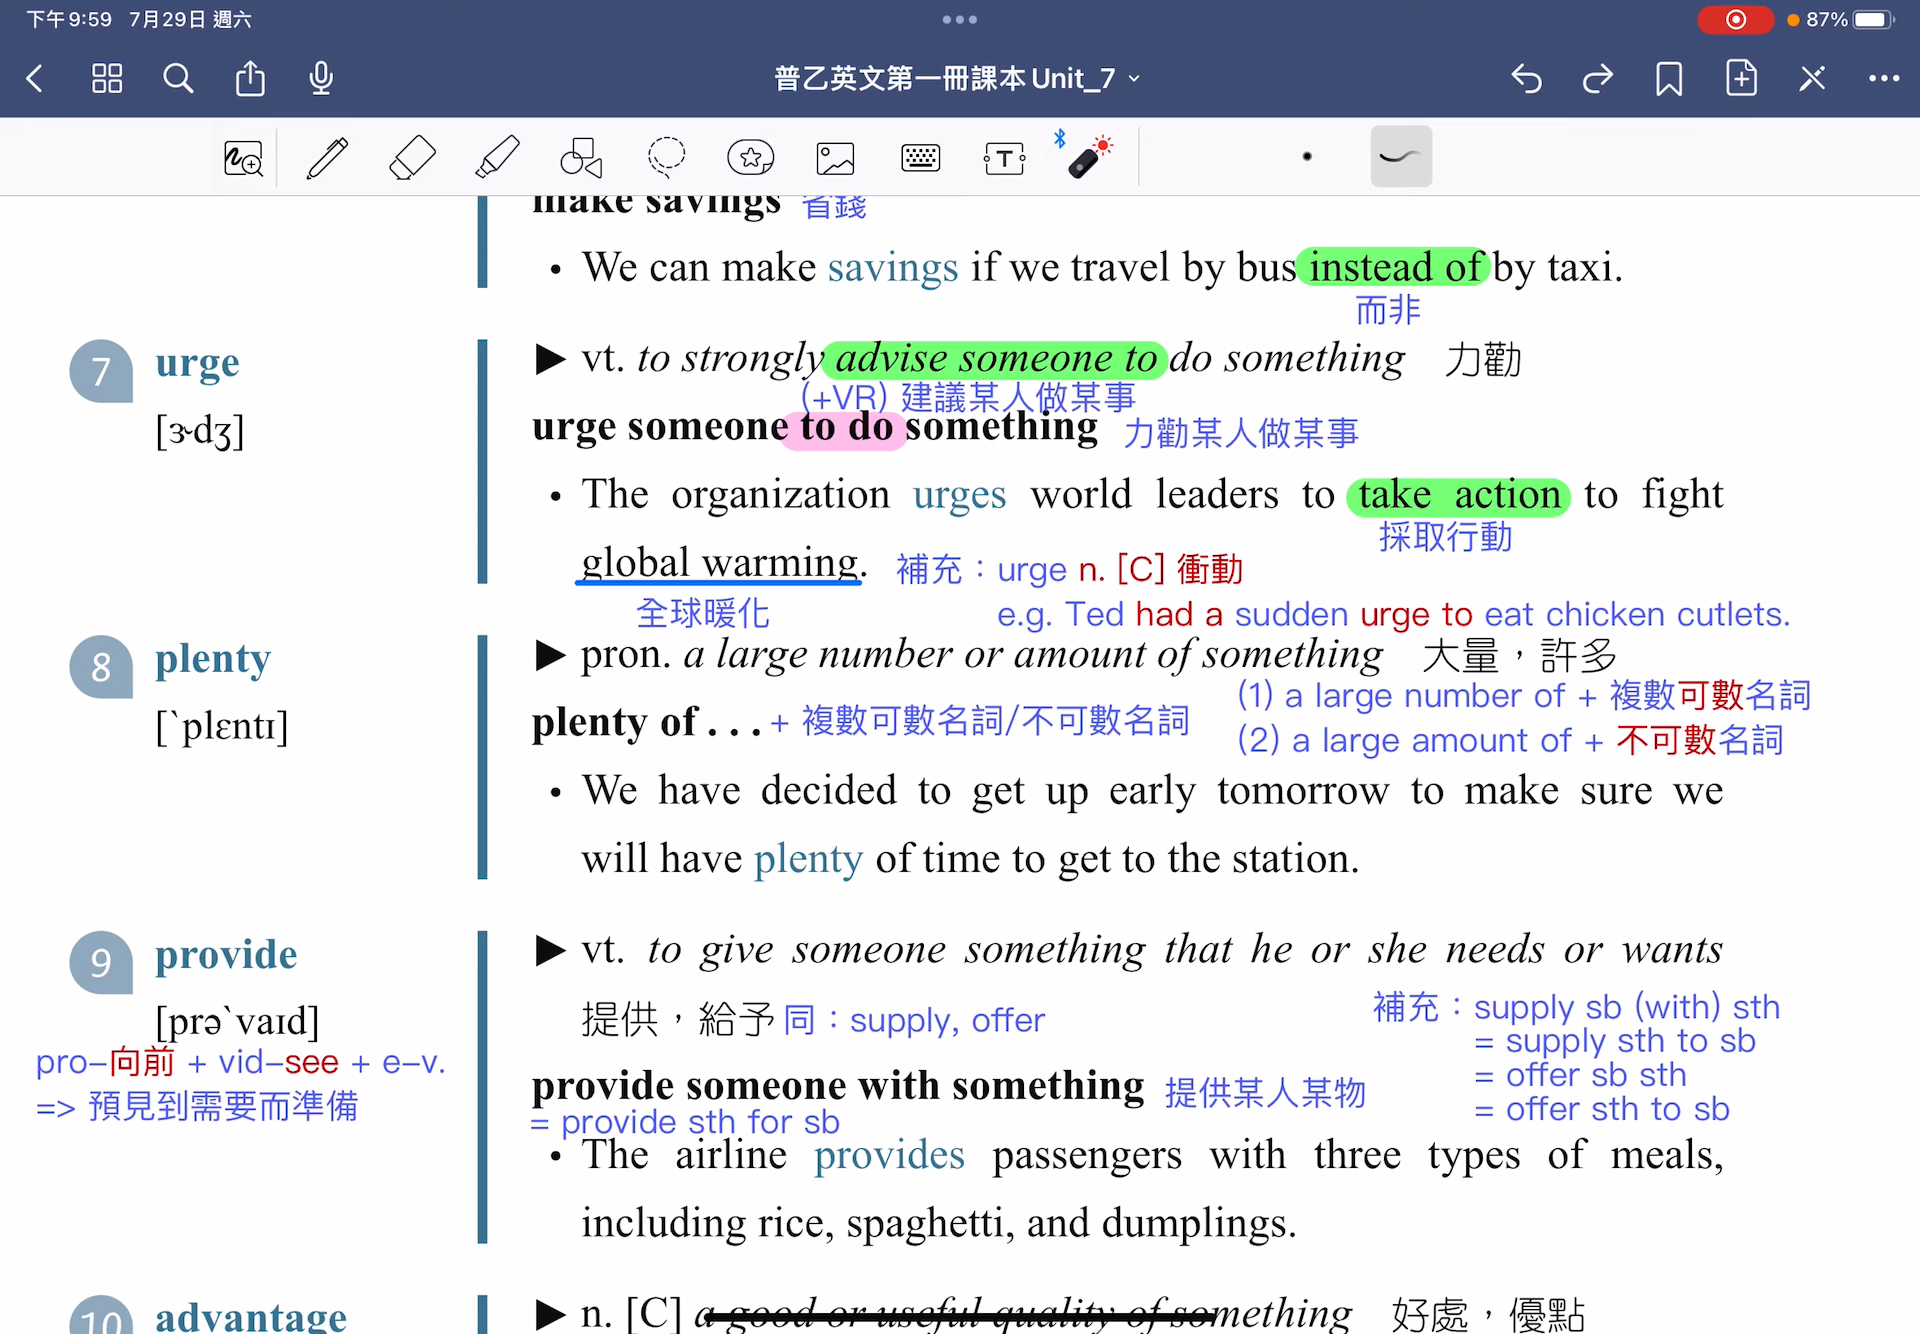 下午9:59 7月29日 週六
87%
普乙英文第一冊課本 Unit_7
make savings 省錢
• We can make savings if we travel by bus instead of by taxi.
而非
7 urge
[ɝdʒ]
▶ vt. to strongly advise someone to do something 力勸
(+VR) 建議某人做某事
urge someone to do something 力勸某人做某事
• The organization urges world leaders to take action to fight
採取行動
global warming. 補充：urge n. [C] 衝動
全球暖化
e.g. Ted had a sudden urge to eat chicken cutlets.
8 plenty
[ˋplɛntɪ]
▶ pron. a large number or amount of something 大量，許多
(1) a large number of + 複數可數名詞
plenty of . . . + 複數可數名詞/不可數名詞
(2) a large amount of + 不可數名詞
• We have decided to get up early tomorrow to make sure we
will have plenty of time to get to the station.
9 provide
[prəˋvaɪd]
pro-向前 + vid-see + e-v.
=> 預見到需要而準備
▶ vt. to give someone something that he or she needs or wants
提供，給予 同：supply, offer
補充：supply sb (with) sth
= supply sth to sb
= offer sb sth
= offer sth to sb
provide someone with something 提供某人某物
= provide sth for sb
• The airline provides passengers with three types of meals,
including rice, spaghetti, and dumplings.
10 advantage
▶ n. [C] a good or useful quality of something 好處，優點